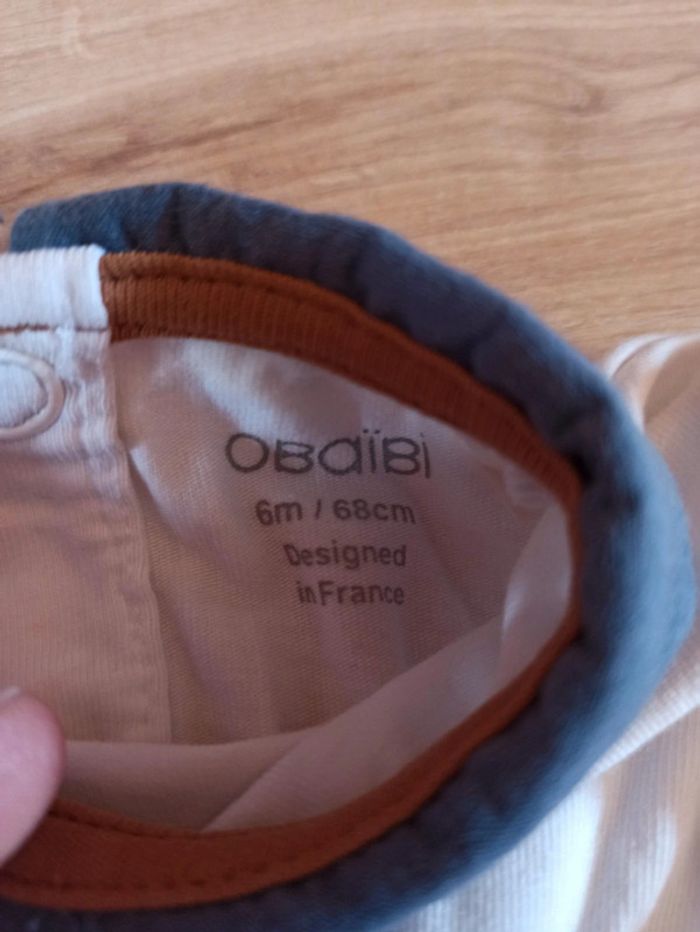 OBaïBi
6m / 68cm
Designed
in France